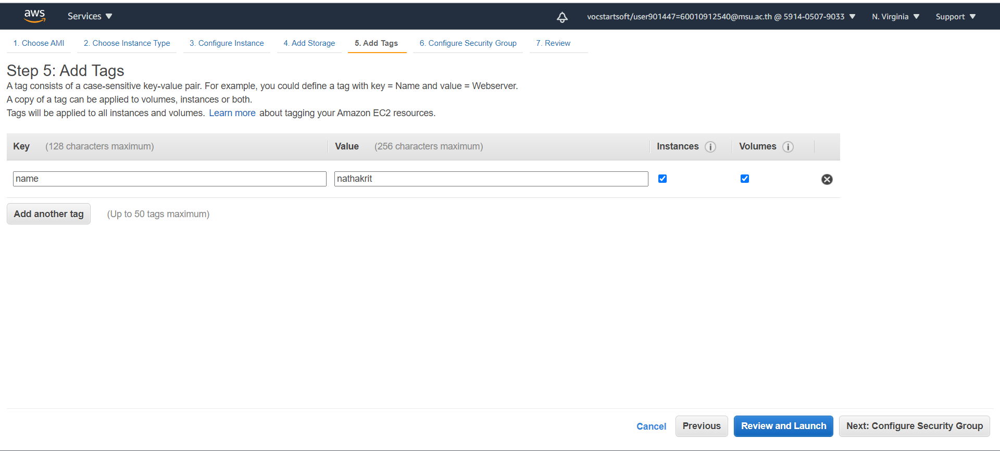 aws Services vocstartsoft/user901447=60010912540@msu.ac.th @ 5914-0507-9033 N. Virginia Support
1. Choose AMI 2. Choose Instance Type 3. Configure Instance 4. Add Storage 5. Add Tags 6. Configure Security Group 7. Review
Step 5: Add Tags
A tag consists of a case-sensitive key-value pair. For example, you could define a tag with key = Name and value = Webserver.
A copy of a tag can be applied to volumes, instances or both.
Tags will be applied to all instances and volumes. Learn more about tagging your Amazon EC2 resources.
Key (128 characters maximum) Value (256 characters maximum) Instances i Volumes i
name nathakrit
Add another tag (Up to 50 tags maximum)
Cancel Previous Review and Launch Next: Configure Security Group